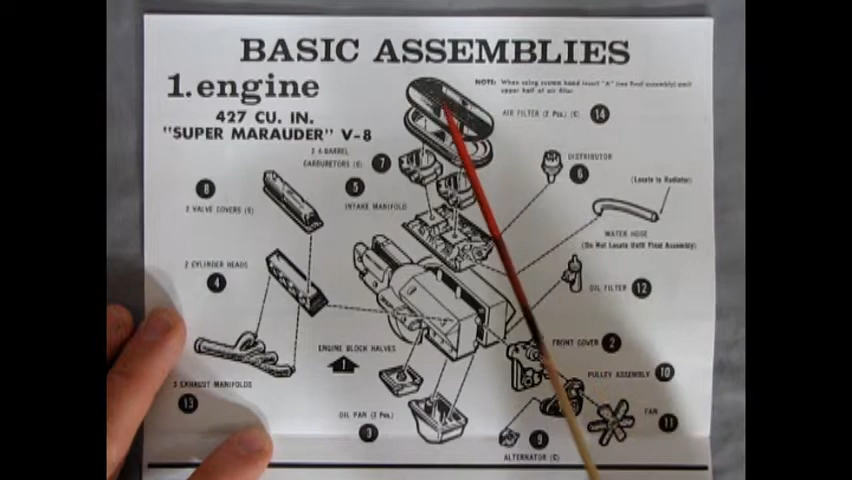 BASIC ASSEMBLIES
1. engine
427 CU. IN.
"SUPER MARAUDER" V-8
NOTE: When using custom hood insert "A" (see final assembly) omit
upper half of air filter.
AIR FILTER (2 Pcs.) (C) 14
2 4-BARREL
CARBURETORS (C) 7
DISTRIBUTOR
6
8
2 VALVE COVERS (C)
5
INTAKE MANIFOLD
(Locate to Radiator)
WATER HOSE
(Do Not Locate Until Final Assembly)
2 CYLINDER HEADS
4
OIL FILTER 12
ENGINE BLOCK HALVES
1
FRONT COVER 2
PULLEY ASSEMBLY 10
2 EXHAUST MANIFOLDS
13
OIL PAN (2 Pcs.)
3
FAN 11
9
ALTERNATOR (C)